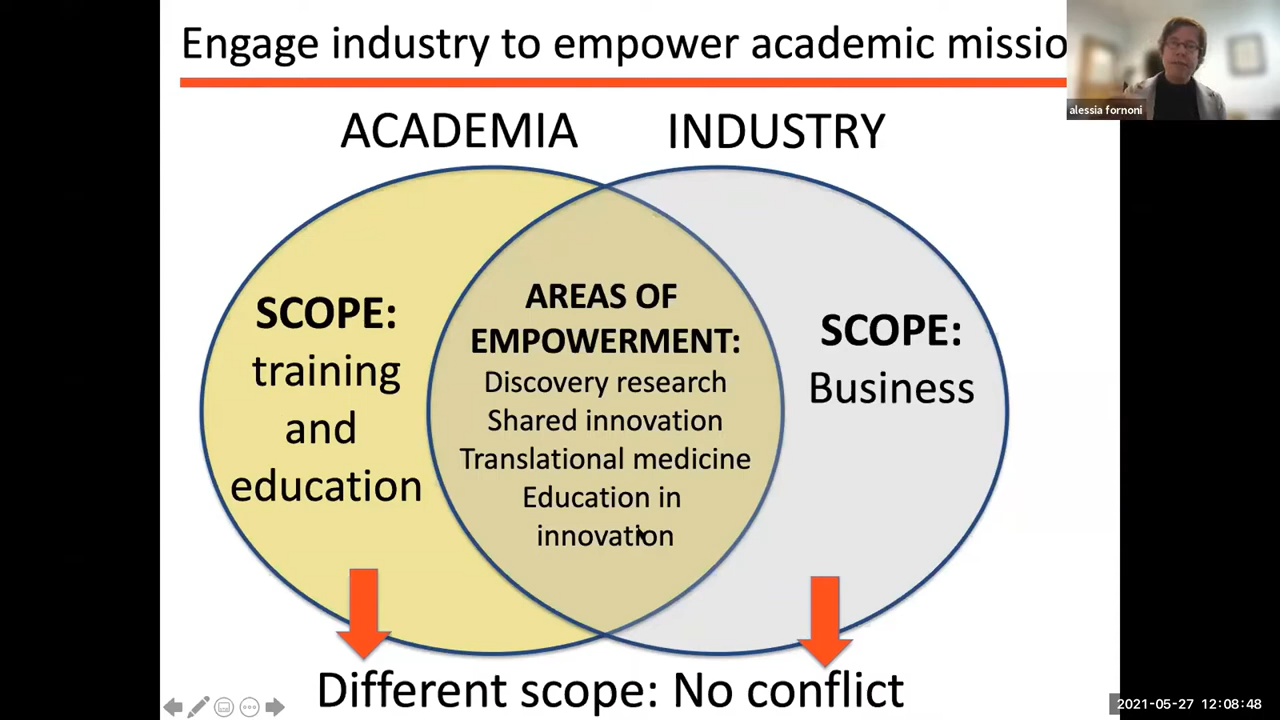 Engage industry to empower academic missio
alessia fornoni
ACADEMIA
INDUSTRY
SCOPE:
training
and
education
AREAS OF
EMPOWERMENT:
Discovery research
Shared innovation
Translational medicine
Education in
innovation
SCOPE:
Business
Different scope: No conflict
2021-05-27 12:08:48